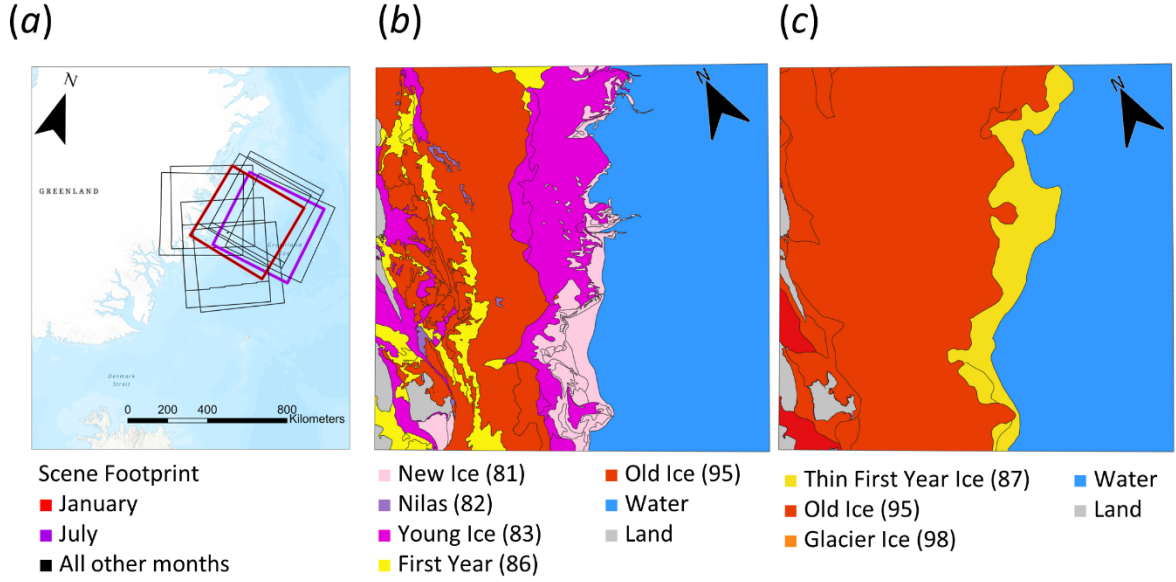 (a)
(b)
(c)
N
N
N
GREENLAND
Greenland
Denmark
Strait
0 200 400 800
Kilometers
Scene Footprint
January
July
All other months
New Ice (81)
Nilas (82)
Young Ice (83)
First Year (86)
Old Ice (95)
Water
Land
Thin First Year Ice (87)
Old Ice (95)
Glacier Ice (98)
Water
Land